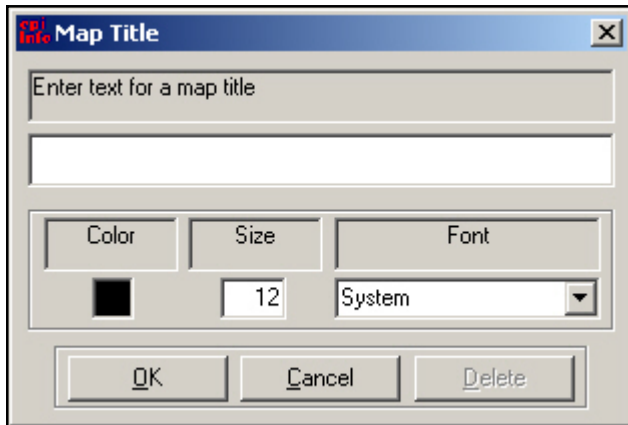 epi
info
Map Title
Enter text for a map title
Color
Size
Font
12
System
OK
Cancel
Delete